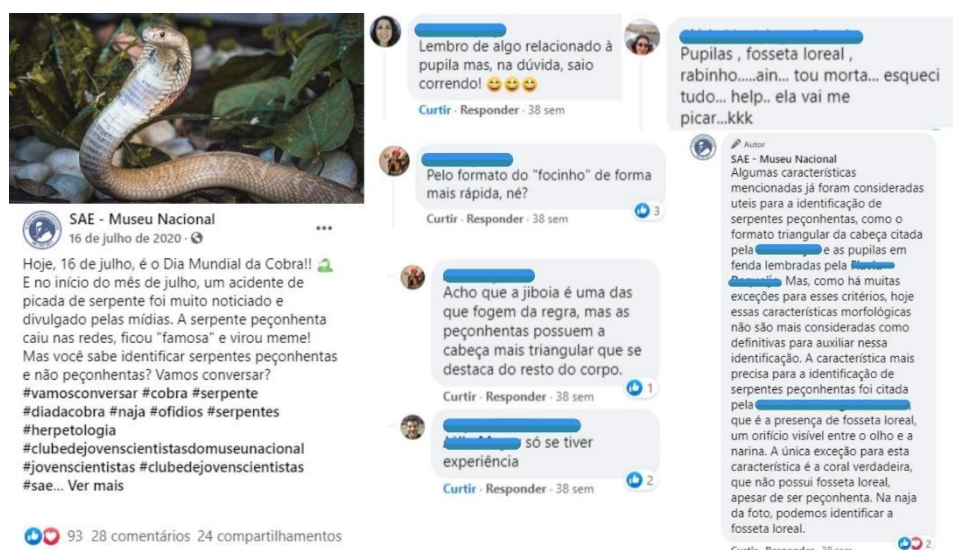 SAE - Museu Nacional
16 de julho de 2020 ·
Hoje, 16 de julho, é o Dia Mundial da Cobra!!
E no início do mês de julho, um acidente de
picada de serpente foi muito noticiado e
divulgado pelas mídias. A serpente peçonhenta
caiu nas redes, ficou "famosa" e virou meme!
Mas você sabe identificar serpentes peçonhentas
e não peçonhentas? Vamos conversar?
#vamosconversar #cobra #serpente
#diadacobra #naja #ofidios #serpentes
#herpetologia
#clubedejovenscientistasdomuseunacional
#jovenscientistas #clubedejovenscientistas
#sae... Ver mais
93 28 comentários 24 compartilhamentos
Lembro de algo relacionado à
pupila mas, na dúvida, saio
correndo! 😄😄😄
Curtir · Responder · 38 sem
Pelo formato do "focinho" de forma
mais rápida, né?
3
Curtir · Responder · 38 sem
Acho que a jiboia é uma das
que fogem da regra, mas as
peçonhentas possuem a
cabeça mais triangular que se
destaca do resto do corpo.
1
Curtir · Responder · 38 sem
só se tiver
experiência
2
Curtir · Responder · 38 sem
Pupilas , fosseta loreal ,
rabinho.....ain... tou morta... esqueci
tudo... help.. ela vai me
picar...kkk
Autor
SAE - Museu Nacional
Algumas características
mencionadas já foram consideradas
uteis para a identificação de
serpentes peçonhentas, como o
formato triangular da cabeça citada
pela e as pupilas em
fenda lembradas pela
Mas, como há muitas
exceções para esses critérios, hoje
essas características morfológicas
não são mais consideradas como
definitivas para auxiliar nessa
identificação. A característica mais
precisa para a identificação de
serpentes peçonhentas foi citada
pela ,
que é a presença de fosseta loreal,
um orifício visível entre o olho e a
narina. A única exceção para esta
característica é a coral verdadeira,
que não possui fosseta loreal,
apesar de ser peçonhenta. Na naja
da foto, podemos identificar a
fosseta loreal.
2
Curtir · Responder · 38 sem